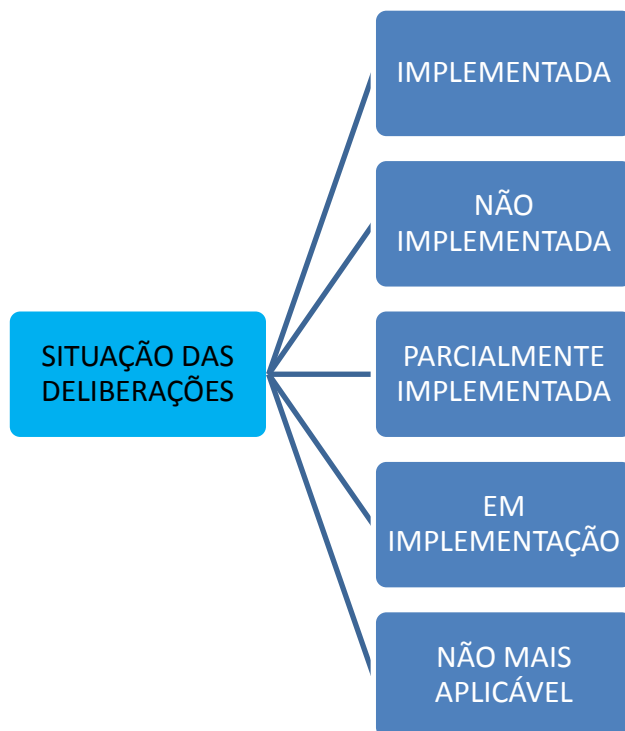 SITUAÇÃO DAS
DELIBERAÇÕES
IMPLEMENTADA
NÃO
IMPLEMENTADA
PARCIALMENTE
IMPLEMENTADA
EM
IMPLEMENTAÇÃO
NÃO MAIS
APLICÁVEL